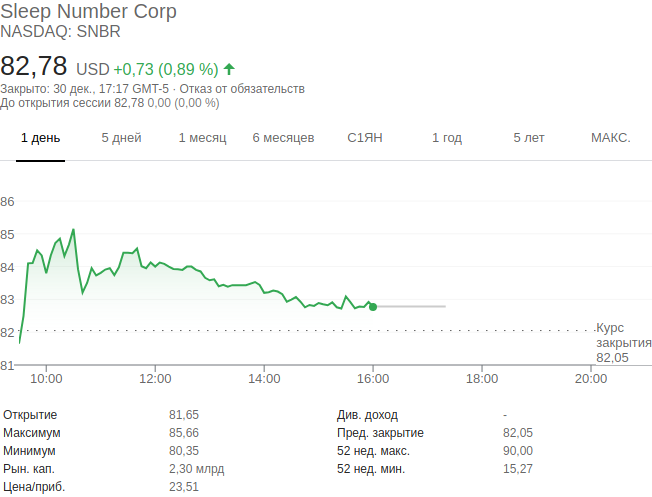 Sleep Number Corp
NASDAQ: SNBR
82,78 USD +0,73 (0,89 %)
Закрыто: 30 дек., 17:17 GMT-5 · Отказ от обязательств
До открытия сессии 82,78 0,00 (0,00 %)
1 день 5 дней 1 месяц 6 месяцев С1ЯН 1 год 5 лет МАКС.
86
85
84
83
82
Курс
закрытия
82,05
81
10:00 12:00 14:00 16:00 18:00 20:00
Открытие 81,65 Див. доход -
Максимум 85,66 Пред. закрытие 82,05
Минимум 80,35 52 нед. макс. 90,00
Рын. кап. 2,30 млрд 52 нед. мин. 15,27
Цена/приб. 23,51